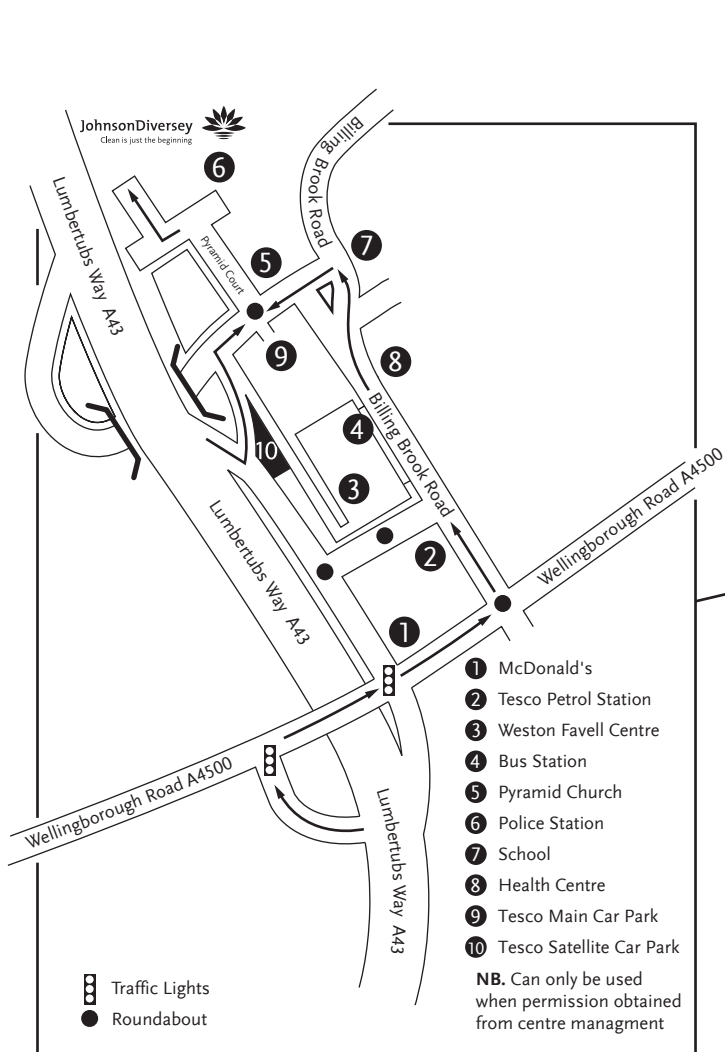 JohnsonDiversey
Clean is just the beginning
Billing
Brook Road
6
7
Lumbertubs Way A43
Pyramid Court
5
9
8
Billing Brook Road
4
10
3
Wellingborough Road A4500
Lumbertubs Way A43
2
1
1 McDonald's
2 Tesco Petrol Station
3 Weston Favell Centre
4 Bus Station
5 Pyramid Church
6 Police Station
7 School
8 Health Centre
9 Tesco Main Car Park
10 Tesco Satellite Car Park
NB. Can only be used
when permission obtained
from centre managment
Wellingborough Road A4500
Lumbertubs Way A43
Traffic Lights
Roundabout